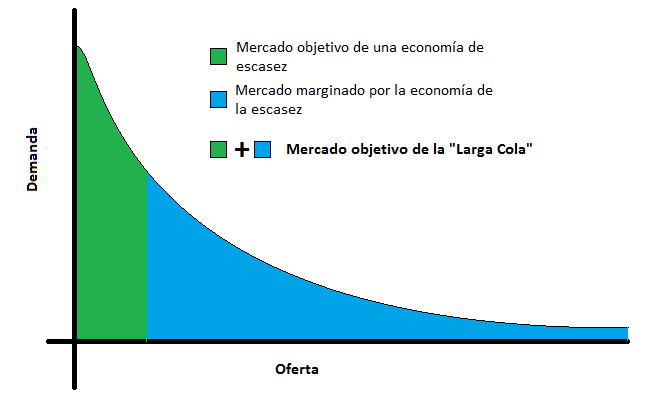 Mercado objetivo de una economía de
escasez
Mercado marginado por la economía de
la escasez
+ Mercado objetivo de la "Larga Cola"
Demanda
Oferta